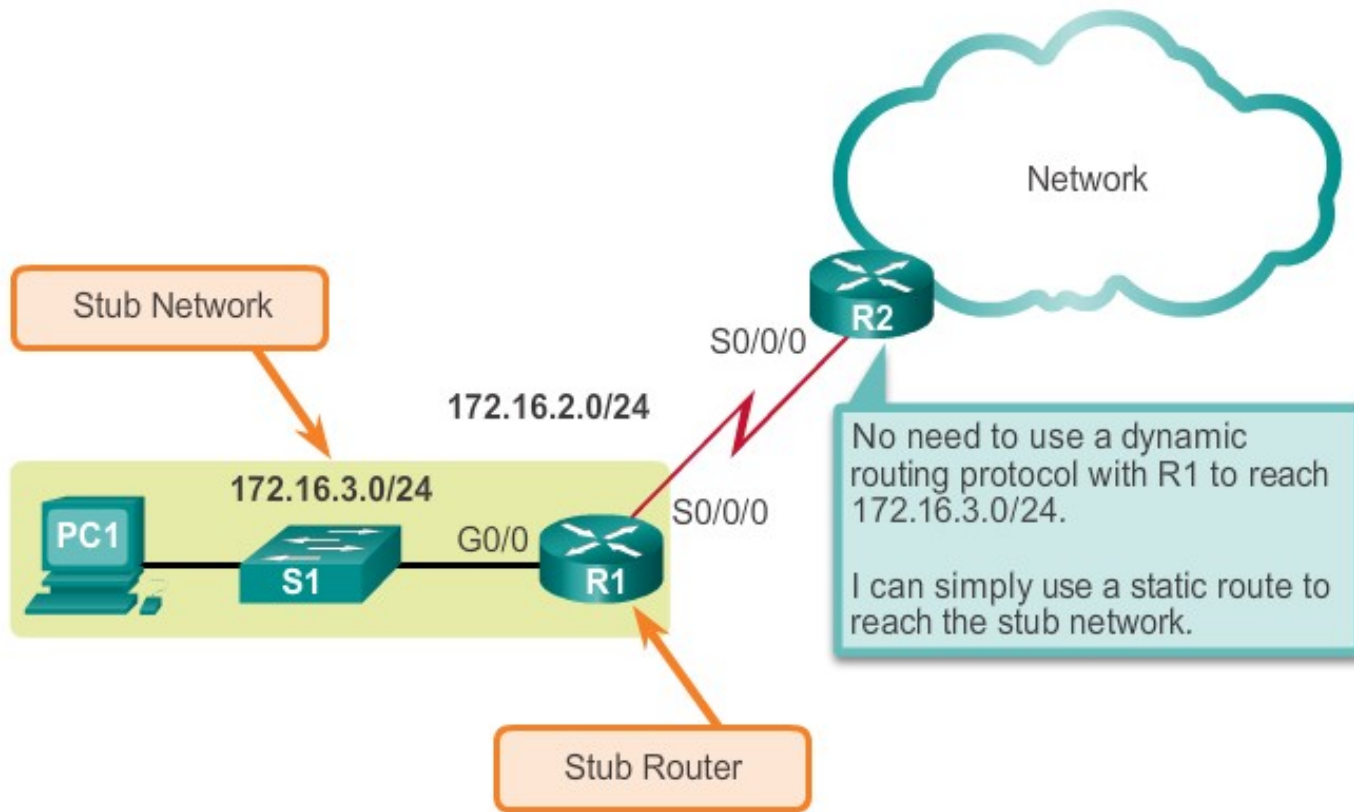 Network
Stub Network
R2
S0/0/0
172.16.2.0/24
No need to use a dynamic
routing protocol with R1 to reach
172.16.3.0/24.
I can simply use a static route to
reach the stub network.
172.16.3.0/24
S0/0/0
PC1
G0/0
S1
R1
Stub Router